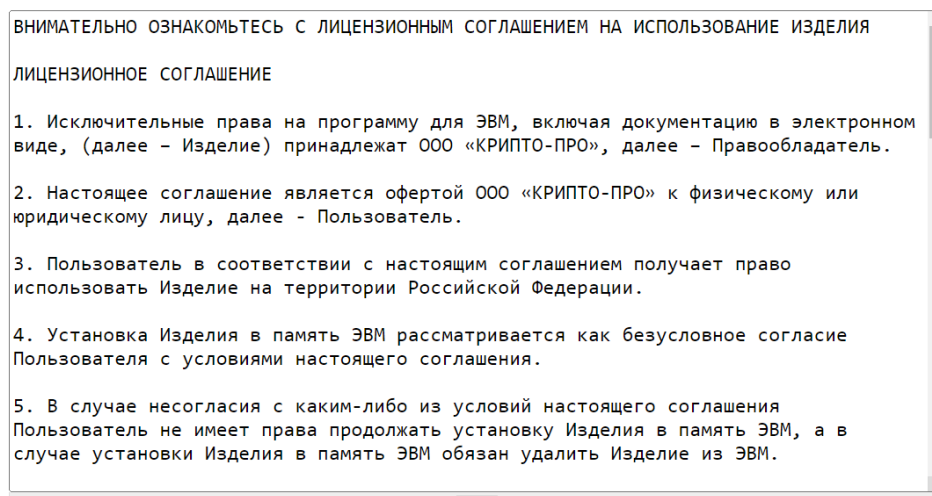 ВНИМАТЕЛЬНО ОЗНАКОМЬТЕСЬ С ЛИЦЕНЗИОННЫМ СОГЛАШЕНИЕМ НА ИСПОЛЬЗОВАНИЕ ИЗДЕЛИЯ
ЛИЦЕНЗИОННОЕ СОГЛАШЕНИЕ
1. Исключительные права на программу для ЭВМ, включая документацию в электронном
виде, (далее – Изделие) принадлежат ООО «КРИПТО-ПРО», далее – Правообладатель.
2. Настоящее соглашение является офертой ООО «КРИПТО-ПРО» к физическому или
юридическому лицу, далее - Пользователь.
3. Пользователь в соответствии с настоящим соглашением получает право
использовать Изделие на территории Российской Федерации.
4. Установка Изделия в память ЭВМ рассматривается как безусловное согласие
Пользователя с условиями настоящего соглашения.
5. В случае несогласия с каким-либо из условий настоящего соглашения
Пользователь не имеет права продолжать установку Изделия в память ЭВМ, а в
случае установки Изделия в память ЭВМ обязан удалить Изделие из ЭВМ.